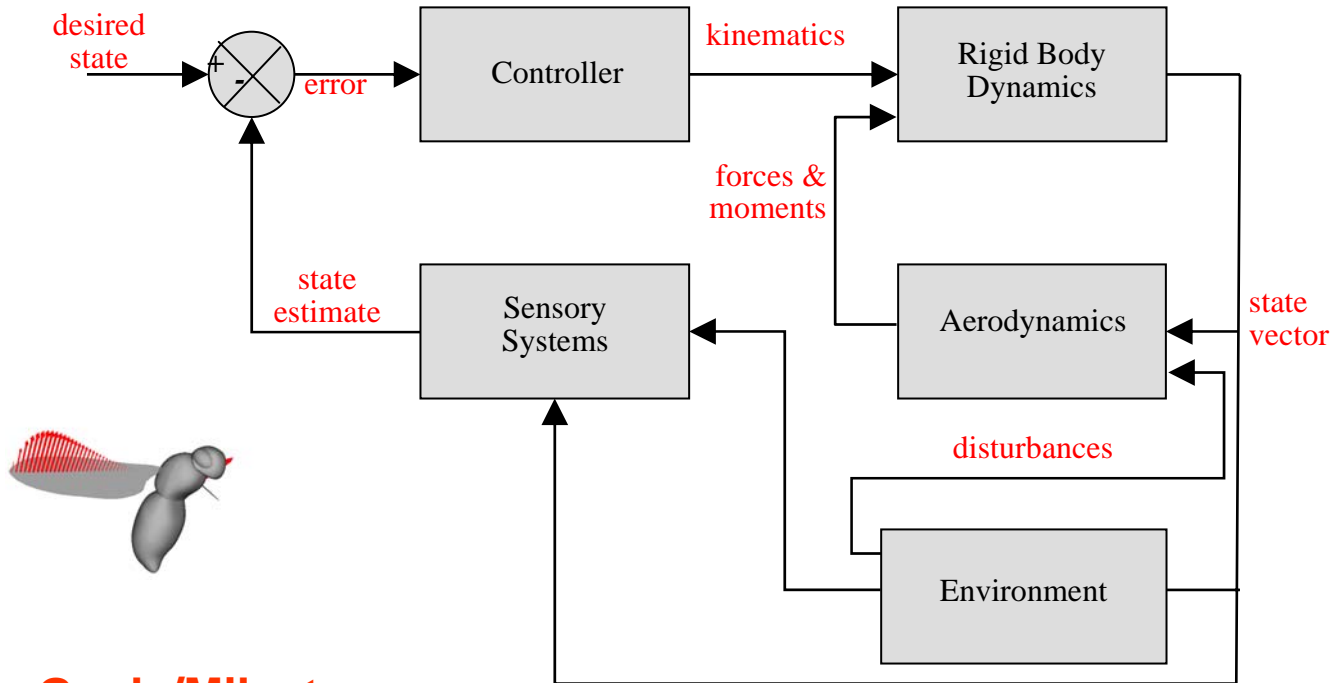 desired
state
+
-
error
Controller
kinematics
Rigid Body
Dynamics
forces &
moments
state
estimate
Sensory
Systems
Aerodynamics
state
vector
disturbances
Environment